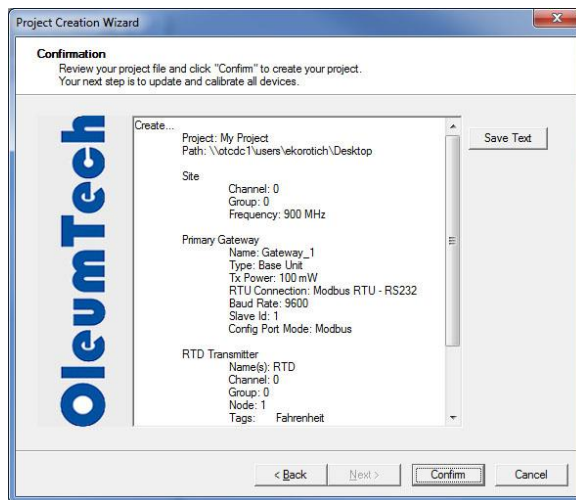 Project Creation Wizard
Confirmation
Review your project file and click "Confirm" to create your project.
Your next step is to update and calibrate all devices.
OleumTech
Create...
Project: My Project
Path: \\otcdc1\users\ekorotich\Desktop
Site
Channel: 0
Group: 0
Frequency: 900 MHz
Primary Gateway
Name: Gateway_1
Type: Base Unit
Tx Power: 100 mW
RTU Connection: Modbus RTU - RS232
Baud Rate: 9600
Slave Id: 1
Config Port Mode: Modbus
RTD Transmitter
Name(s): RTD
Channel: 0
Group: 0
Node: 1
Tags: Fahrenheit
Save Text
< Back
Next >
Confirm
Cancel